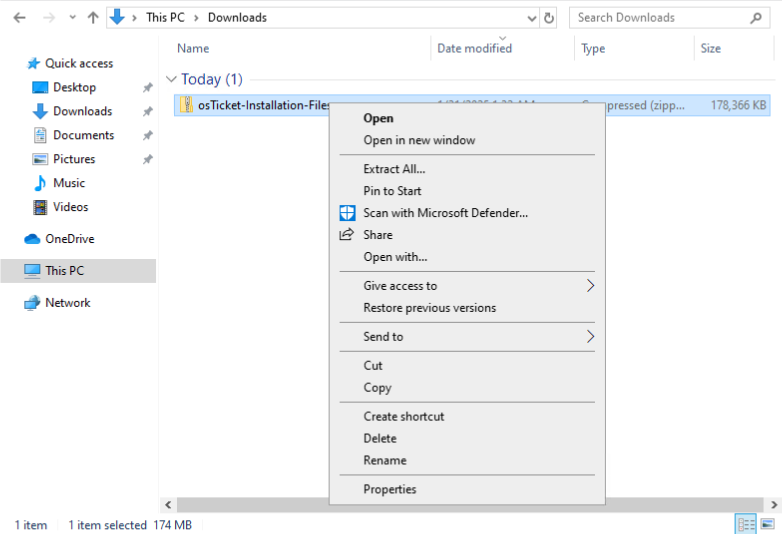 This PC > Downloads
Search Downloads
Name Date modified Type Size
Quick access
Desktop
Downloads
Documents
Pictures
Music
Videos
OneDrive
This PC
Network
Today (1)
osTicket-Installation-Files (zipp... 178,366 KB
Open
Open in new window
Extract All...
Pin to Start
Scan with Microsoft Defender...
Share
Open with...
Give access to
Restore previous versions
Send to
Cut
Copy
Create shortcut
Delete
Rename
Properties
1 item 1 item selected 174 MB